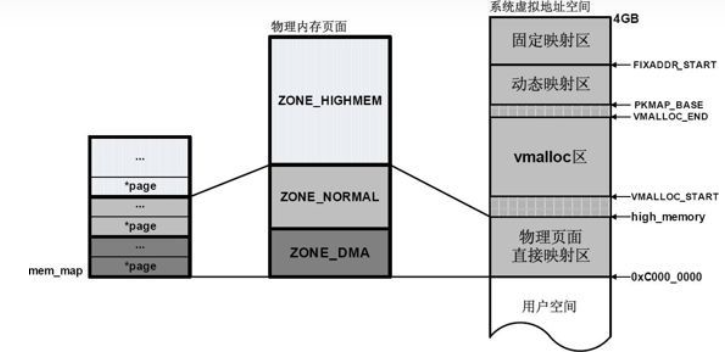 系统虚拟地址空间
4GB
物理内存页面
固定映射区
FIXADDR_START
动态映射区
ZONE_HIGHMEM
PKMAP_BASE
VMALLOC_END
...
vmalloc区
*page
ZONE_NORMAL
VMALLOC_START
...
high_memory
*page
物理页面
直接映射区
...
ZONE_DMA
*page
mem_map
0xC000_0000
用户空间